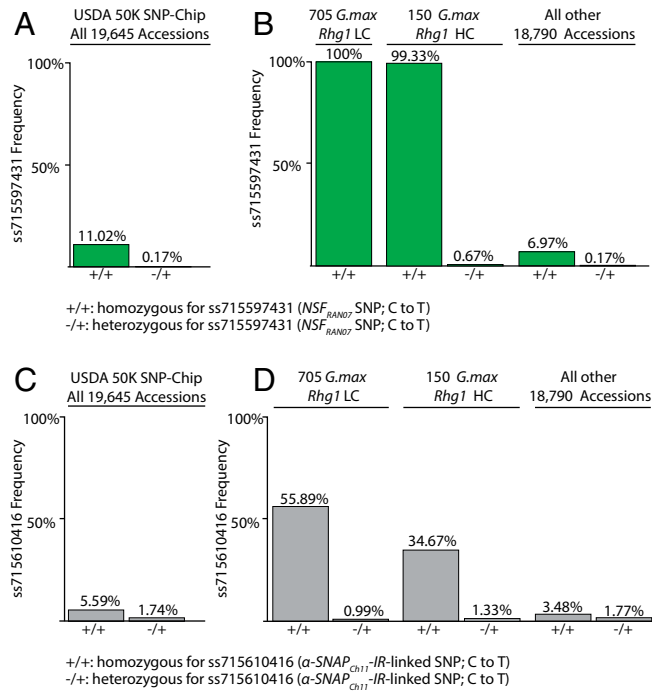 A
USDA 50K SNP-Chip
All 19,645 Accessions
ss715597431 Frequency
100%
50%
11.02%
0.17%
+/+
-/+
B
705 G.max
Rhg1 LC
150 G.max
Rhg1 HC
All other
18,790 Accessions
ss715597431 Frequency
100%
50%
100%
99.33%
0.67%
6.97%
0.17%
+/+
+/+
-/+
+/+
-/+
+/+: homozygous for ss715597431 (NSF_RAN07 SNP; C to T)
-/+: heterozygous for ss715597431 (NSF_RAN07 SNP; C to T)
C
USDA 50K SNP-Chip
All 19,645 Accessions
ss715610416 Frequency
100%
50%
5.59%
1.74%
+/+
-/+
D
705 G.max
Rhg1 LC
150 G.max
Rhg1 HC
All other
18,790 Accessions
ss715610416 Frequency
100%
50%
55.89%
0.99%
34.67%
1.33%
3.48%
1.77%
+/+
-/+
+/+
-/+
+/+
-/+
+/+: homozygous for ss715610416 (α-SNAP_Ch11-IR-linked SNP; C to T)
-/+: heterozygous for ss715610416 (α-SNAP_Ch11-IR-linked SNP; C to T)